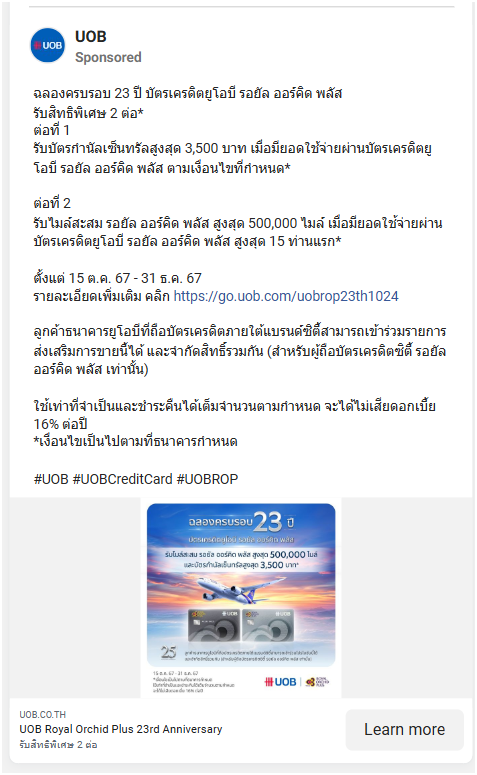 UOB
UOB
Sponsored
ฉลองครบรอบ 23 ปี บัตรเครดิตยูโอบี รอยัล ออร์คิด พลัส
รับสิทธิพิเศษ 2 ต่อ*
ต่อที่ 1
รับบัตรกำนัลเซ็นทรัลสูงสุด 3,500 บาท เมื่อมียอดใช้จ่ายผ่านบัตรเครดิตยู
โอบี รอยัล ออร์คิด พลัส ตามเงื่อนไขที่กำหนด*
ต่อที่ 2
รับไมล์สะสม รอยัล ออร์คิด พลัส สูงสุด 500,000 ไมล์ เมื่อมียอดใช้จ่ายผ่าน
บัตรเครดิตยูโอบี รอยัล ออร์คิด พลัส สูงสุด 15 ท่านแรก*
ตั้งแต่ 15 ต.ค. 67 - 31 ธ.ค. 67
รายละเอียดเพิ่มเติม คลิก https://go.uob.com/uobrop23th1024
ลูกค้าธนาคารยูโอบีที่ถือบัตรเครดิตภายใต้แบรนด์ซิตี้สามารถเข้าร่วมรายการ
ส่งเสริมการขายนี้ได้ และจำกัดสิทธิ์รวมกัน (สำหรับผู้ถือบัตรเครดิตซิตี้ รอยัล
ออร์คิด พลัส เท่านั้น)
ใช้เท่าที่จำเป็นและชำระคืนได้เต็มจำนวนตามกำหนด จะได้ไม่เสียดอกเบี้ย
16% ต่อปี
*เงื่อนไขเป็นไปตามที่ธนาคารกำหนด
#UOB #UOBCreditCard #UOBROP
ฉลองครบรอบ 23 ปี
บัตรเครดิตยูโอบี รอยัล ออร์คิด พลัส
รับไมล์สะสม รอยัล ออร์คิด พลัส สูงสุด 500,000 ไมล์
และบัตรกำนัลเซ็นทรัลสูงสุด 3,500 บาท*
UOB
UOB
25
15 ต.ค. 67 - 31 ธ.ค. 67
UOB
UOB.CO.TH
UOB Royal Orchid Plus 23rd Anniversary
รับสิทธิพิเศษ 2 ต่อ
Learn more